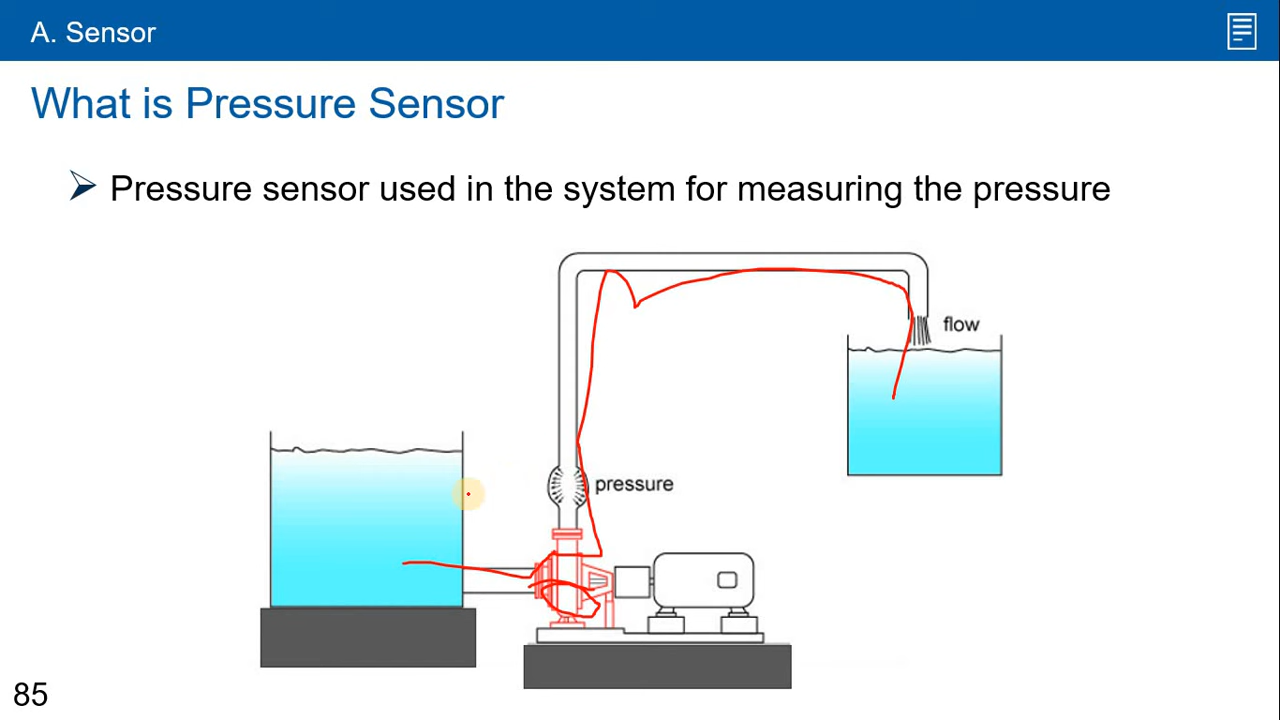 A. Sensor
What is Pressure Sensor
Pressure sensor used in the system for measuring the pressure
flow
pressure
85